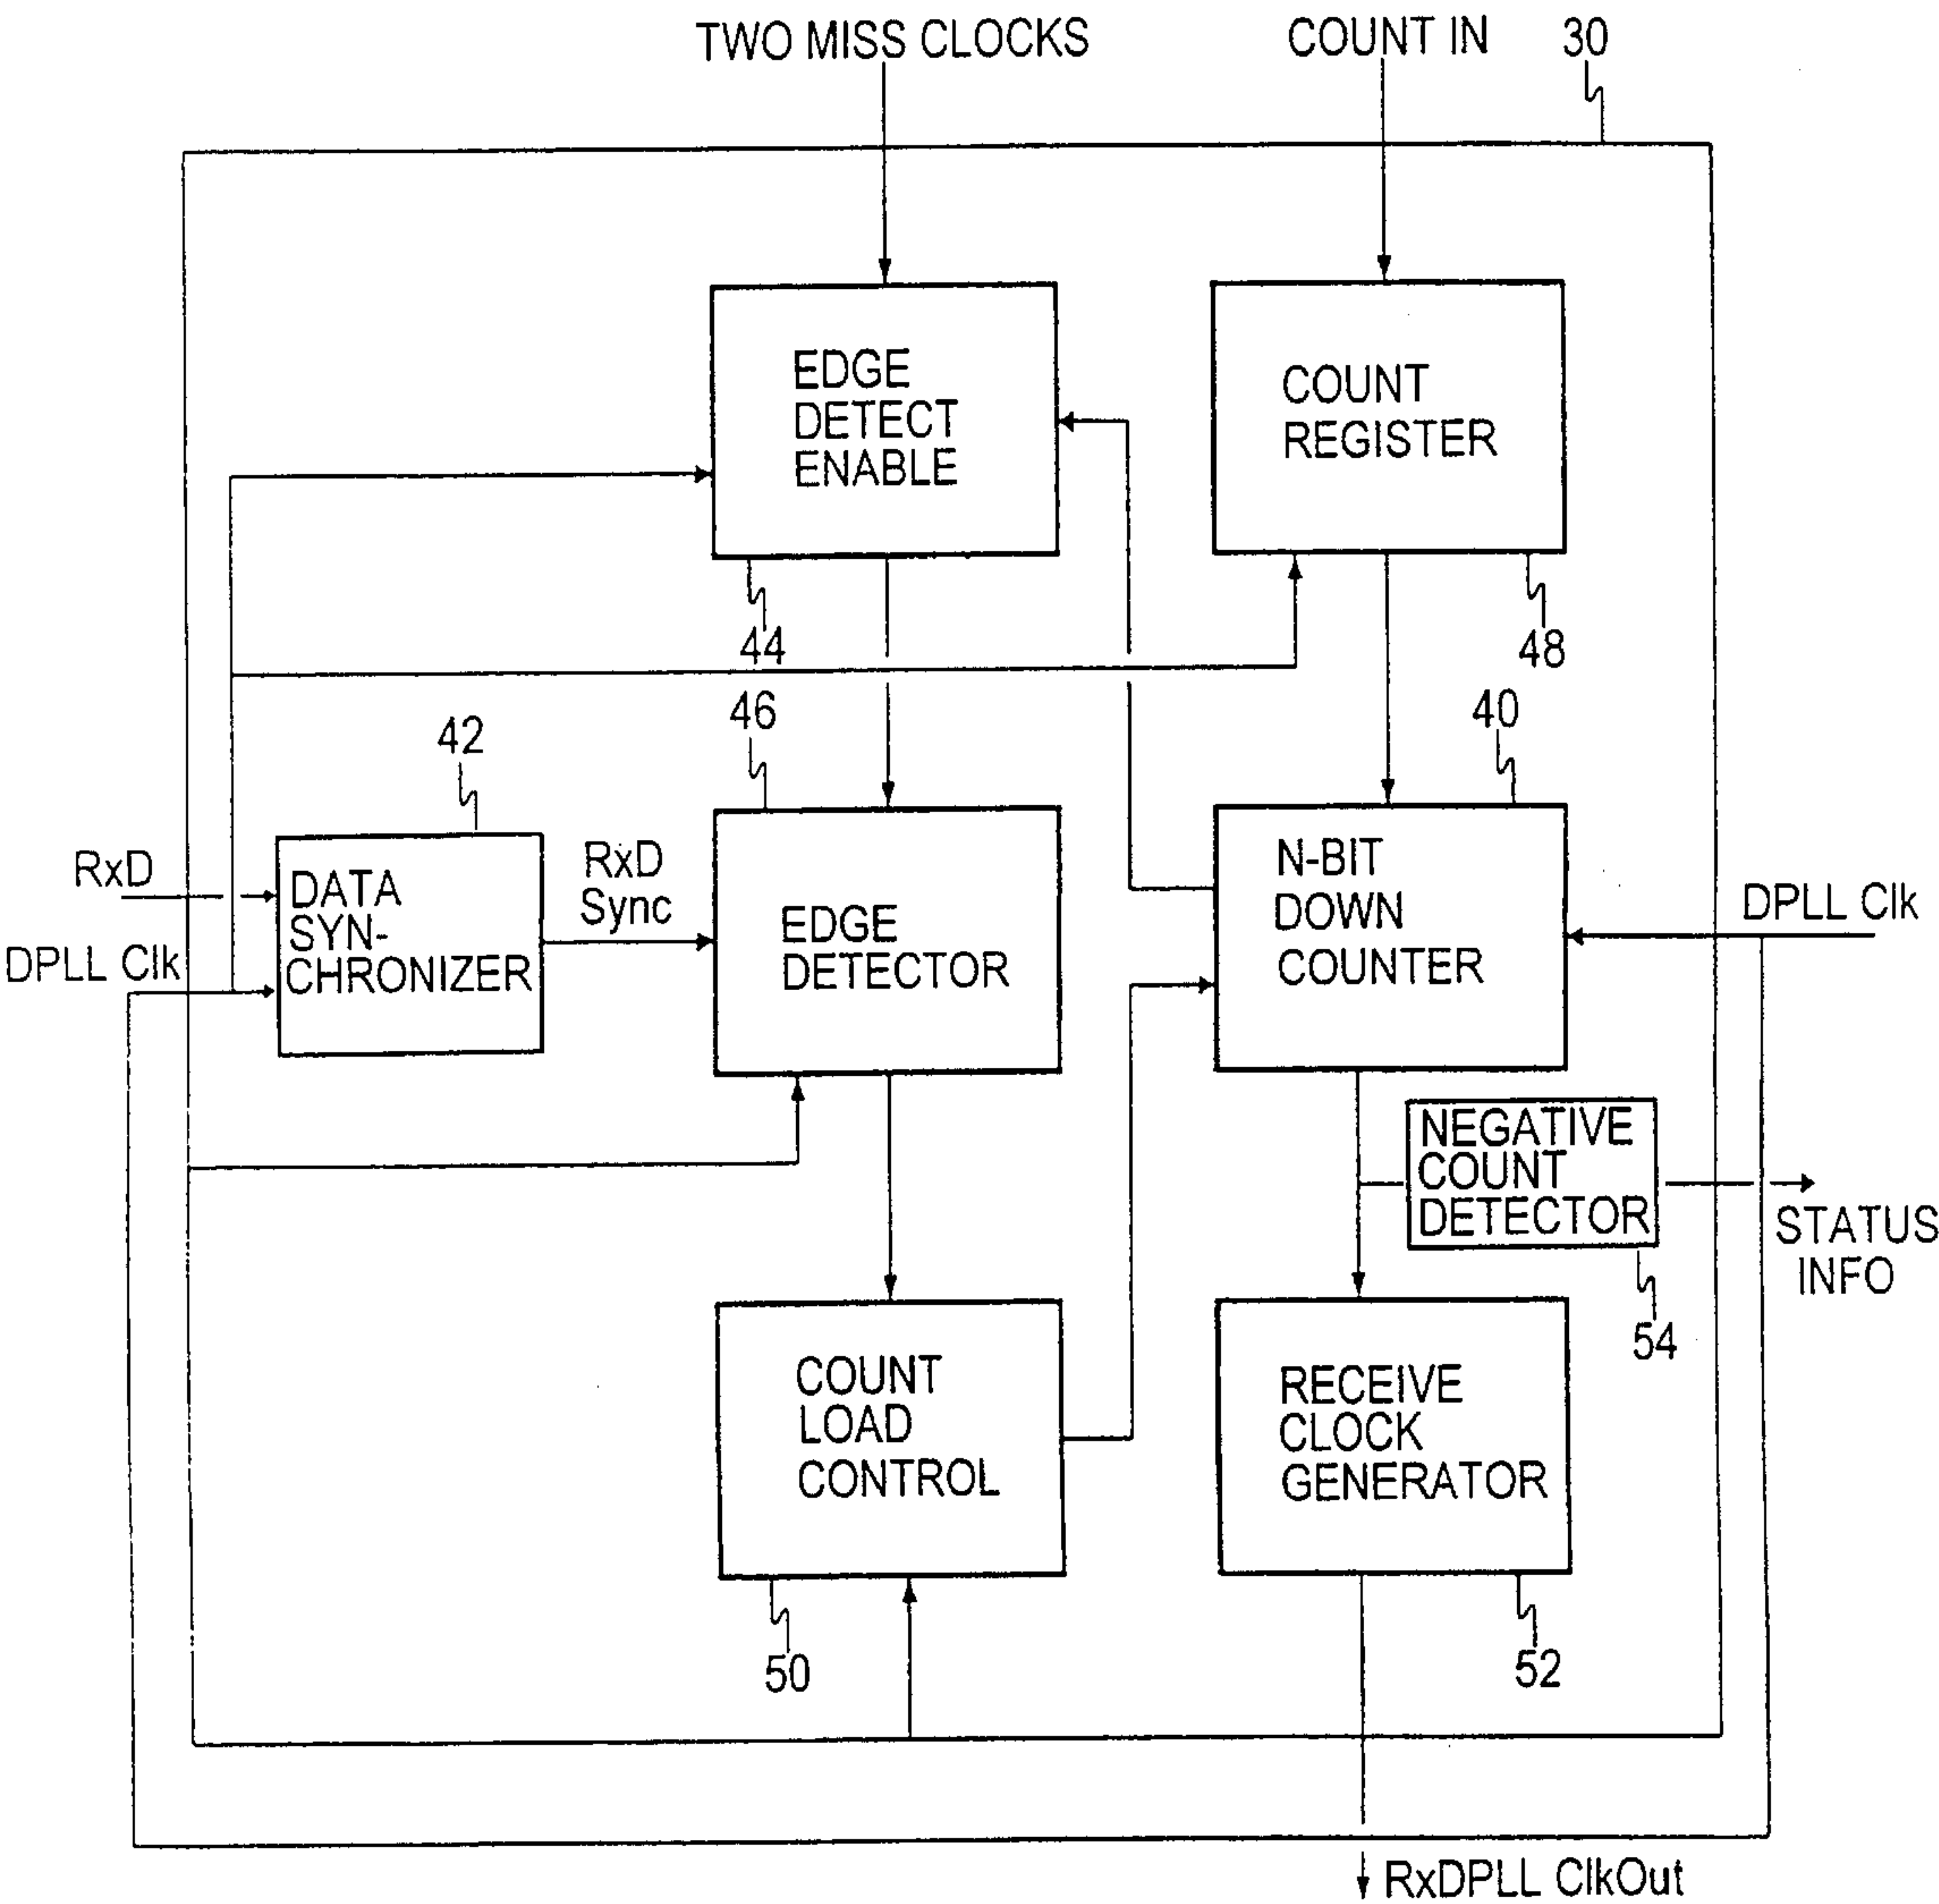 TWO MISS CLOCKS
COUNT IN
30
EDGE
DETECT
ENABLE
COUNT
REGISTER
44
48
46
40
42
RxD
DATA
SYN-
CHRONIZER
RxD
Sync
EDGE
DETECTOR
N-BIT
DOWN
COUNTER
DPLL Clk
DPLL Clk
NEGATIVE
COUNT
DETECTOR
STATUS
INFO
54
COUNT
LOAD
CONTROL
RECEIVE
CLOCK
GENERATOR
50
52
RxDPLL ClkOut